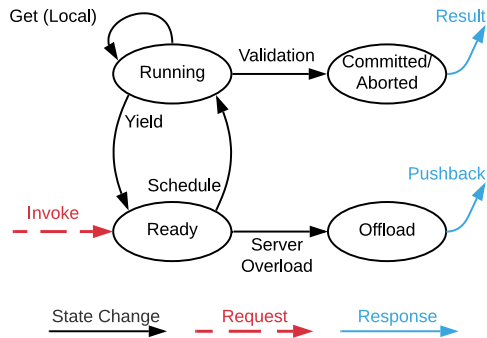 Get (Local)
Result
Validation
Running
Committed/
Aborted
Yield
Pushback
Schedule
Invoke
Ready
Offload
Server
Overload
State Change
Request
Response